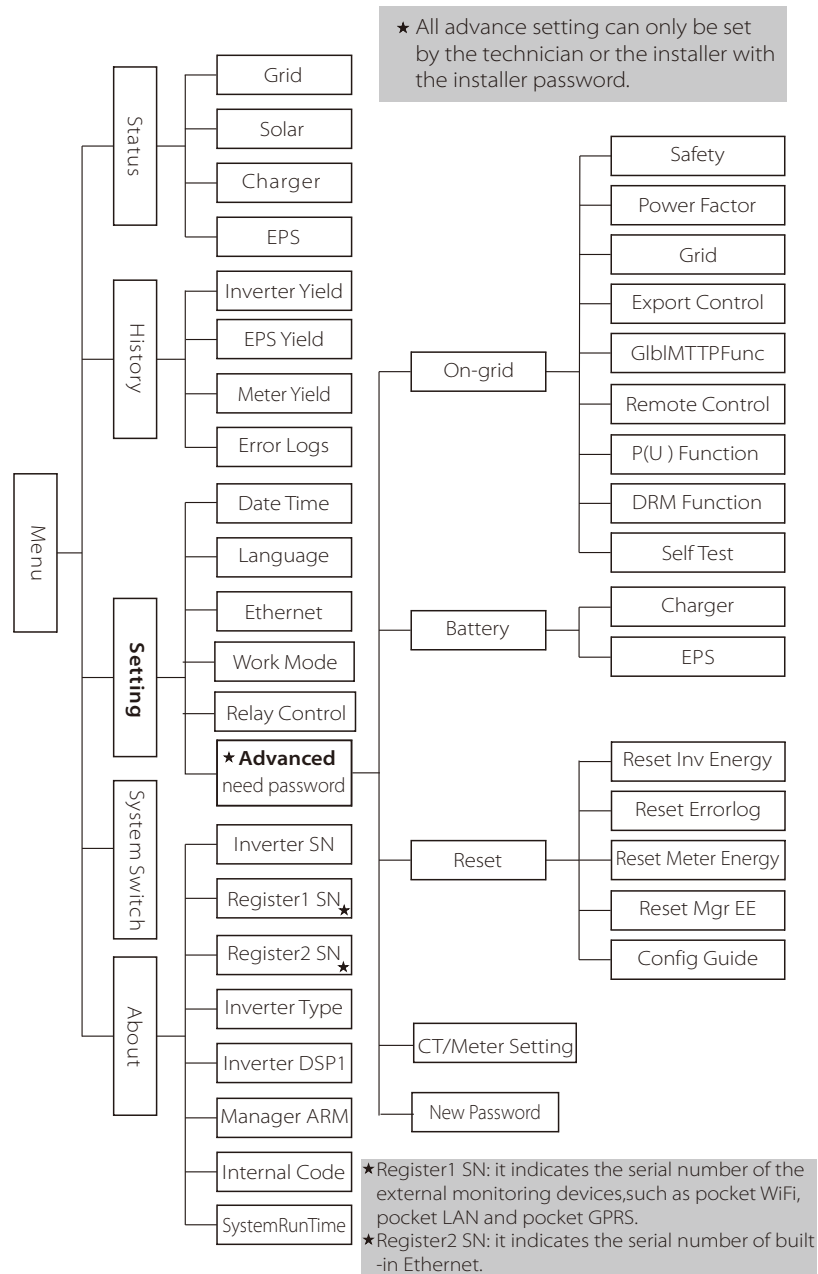 ★ All advance setting can only be set
by the technician or the installer with
the installer password.
Menu
Status
Grid
Solar
Charger
EPS
History
Inverter Yield
EPS Yield
Meter Yield
Error Logs
Setting
Date Time
Language
Ethernet
Work Mode
Relay Control
★ Advanced
need password
On-grid
Safety
Power Factor
Grid
Export Control
GlblMTTPFunc
Remote Control
P(U ) Function
DRM Function
Self Test
Battery
Charger
EPS
Reset
Reset Inv Energy
Reset Errorlog
Reset Meter Energy
Reset Mgr EE
Config Guide
CT/Meter Setting
New Password
System Switch
About
Inverter SN
Register1 SN★
Register2 SN★
Inverter Type
Inverter DSP1
Manager ARM
Internal Code
SystemRunTime
★Register1 SN: it indicates the serial number of the
external monitoring devices,such as pocket WiFi,
pocket LAN and pocket GPRS.
★Register2 SN: it indicates the serial number of built
-in Ethernet.